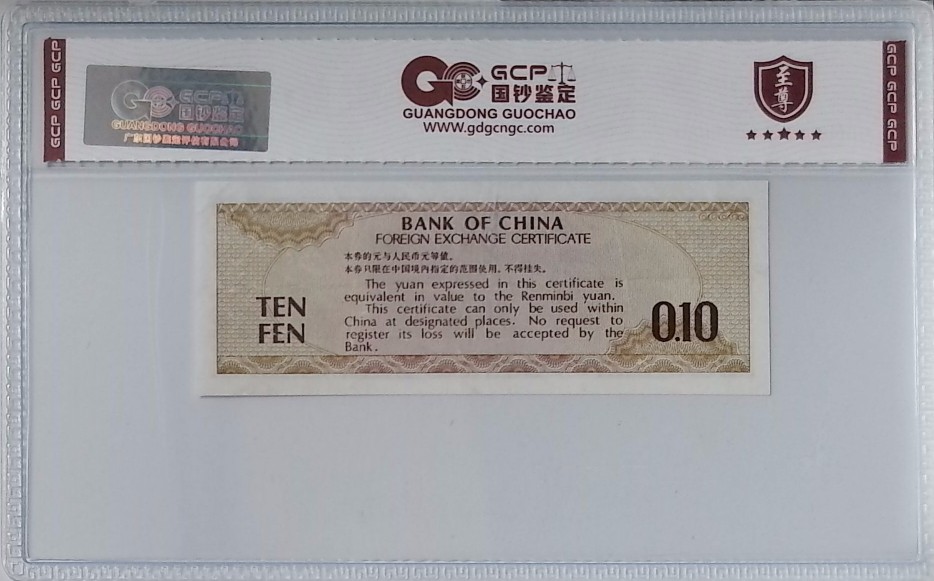 GCP GCP GCP
GCP
国钞鉴定
GUANGDONG GUOCHAO
广东国钞鉴定评估有限公司
GCP
国钞鉴定
GUANGDONG GUOCHAO
www.gdgcngc.com
至尊
GCP GCP GCP
BANK OF CHINA
FOREIGN EXCHANGE CERTIFICATE
本券的元与人民币元等值。
本券只限在中国境内指定的范围使用，不得挂失。
The yuan expressed in this certificate is
equivalent in value to the Renminbi yuan.
This certificate can only be used within
China at designated places. No request to
register its loss will be accepted by the
Bank.
TEN
FEN
0.10